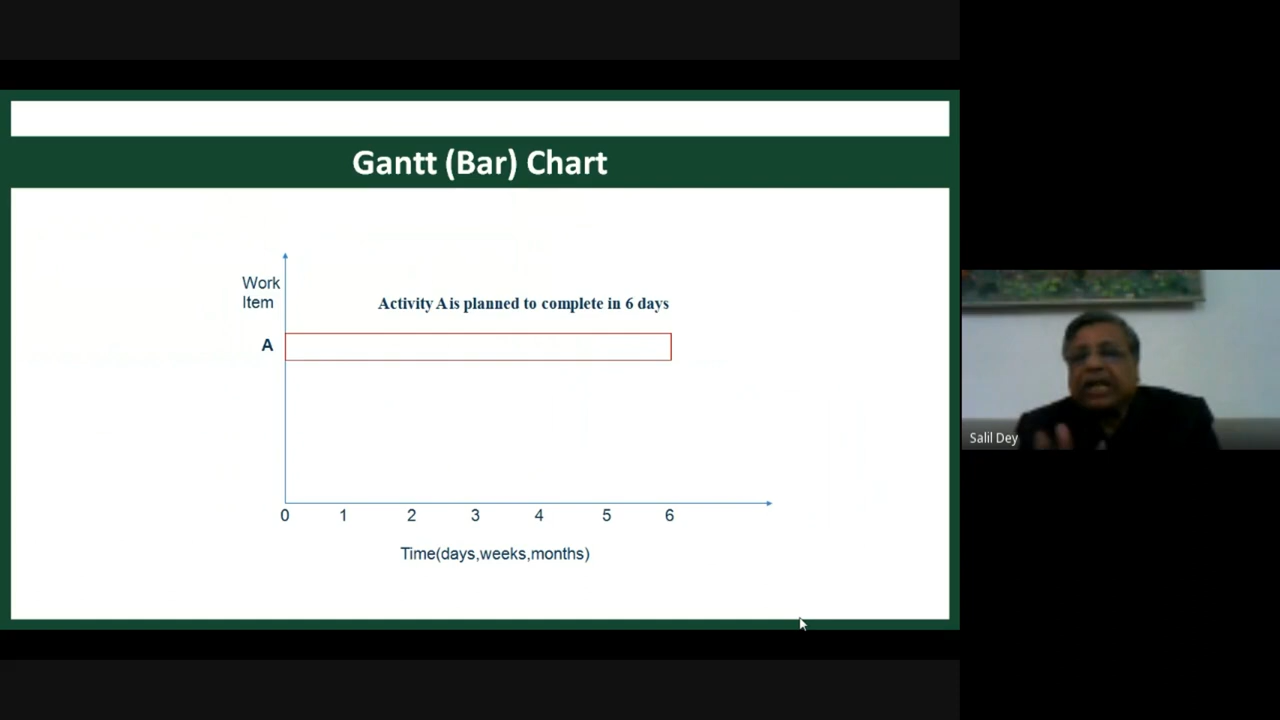 Gantt (Bar) Chart
Work
Item
Activity A is planned to complete in 6 days
A
0 1 2 3 4 5 6
Time(days,weeks,months)
Salil Dey